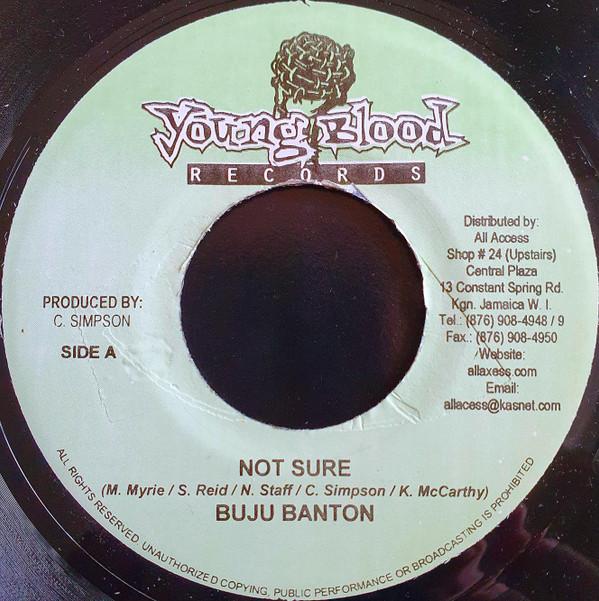 Young Blood
RECORDS
PRODUCED BY:
C. SIMPSON
SIDE A
Distributed by:
All Access
Shop # 24 (Upstairs)
Central Plaza
13 Constant Spring Rd.
Kgn. Jamaica W. I.
Tel.: (876) 908-4948 / 9
Fax.: (876) 908-4950
Website:
allaxess.com
Email:
allacess@kasnet.com
NOT SURE
(M. Myrie / S. Reid / N. Staff / C. Simpson / K. McCarthy)
BUJU BANTON
ALL RIGHTS RESERVED. UNAUTHORIZED COPYING, PUBLIC PERFORMANCE OR BROADCASTING IS PROHIBITED